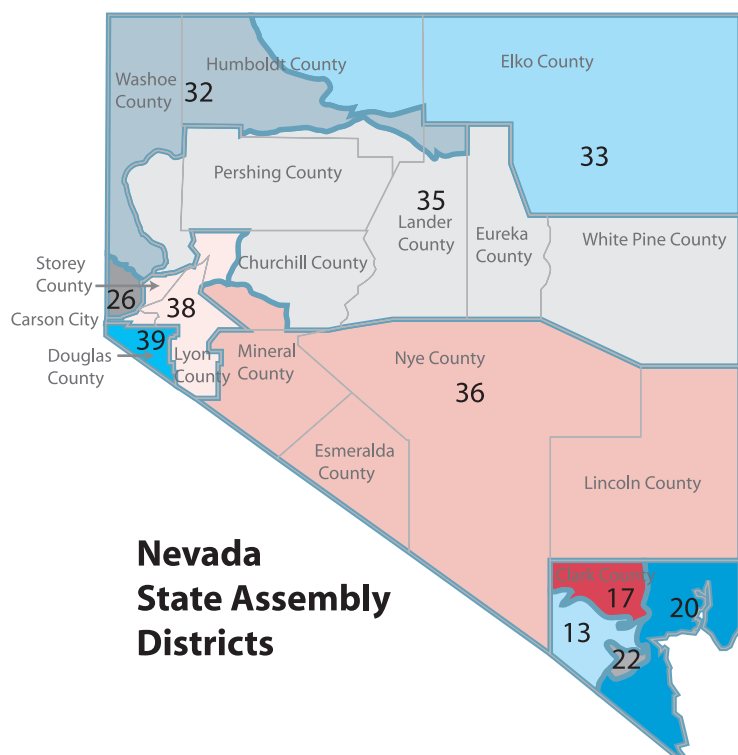 Humboldt County
Elko County
Washoe
County
32
33
Pershing County
35
Lander
County
Eureka
County
White Pine County
Storey
County
Churchill County
26
38
Carson City
39
Douglas
County
Lyon
County
Mineral
County
Nye County
36
Esmeralda
County
Lincoln County
Nevada
State Assembly
Districts
Clark County
17
20
13
22